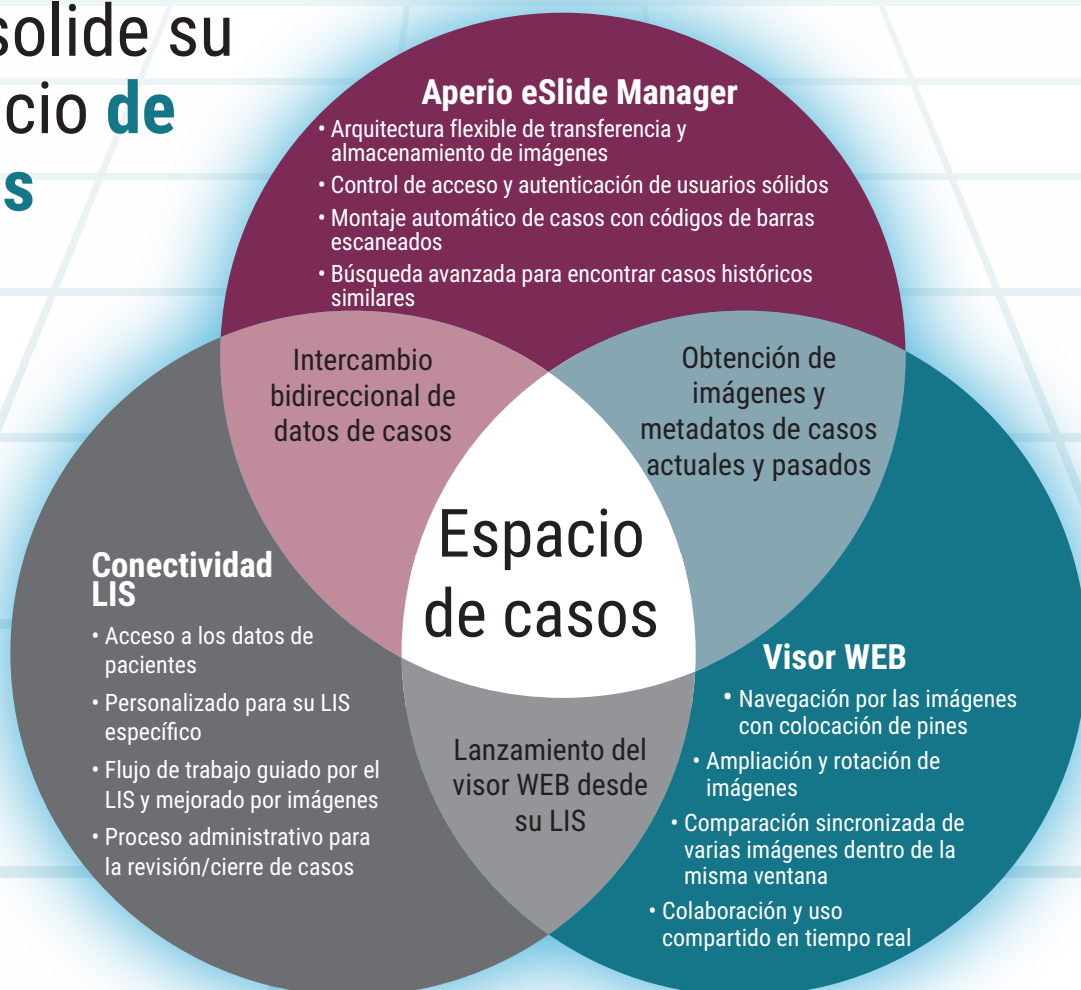 solide su
cio de
s
Aperio eSlide Manager
• Arquitectura flexible de transferencia y
almacenamiento de imágenes
• Control de acceso y autenticación de usuarios sólidos
• Montaje automático de casos con códigos de barras
escaneados
• Búsqueda avanzada para encontrar casos históricos
similares
Intercambio
bidireccional de
datos de casos
Obtención de
imágenes y
metadatos de casos
actuales y pasados
Espacio
de casos
Conectividad
LIS
• Acceso a los datos de
pacientes
• Personalizado para su LIS
específico
• Flujo de trabajo guiado por el
LIS y mejorado por imágenes
• Proceso administrativo para
la revisión/cierre de casos
Lanzamiento del
visor WEB desde
su LIS
Visor WEB
• Navegación por las imágenes
con colocación de pines
• Ampliación y rotación de
imágenes
• Comparación sincronizada de
varias imágenes dentro de la
misma ventana
• Colaboración y uso
compartido en tiempo real